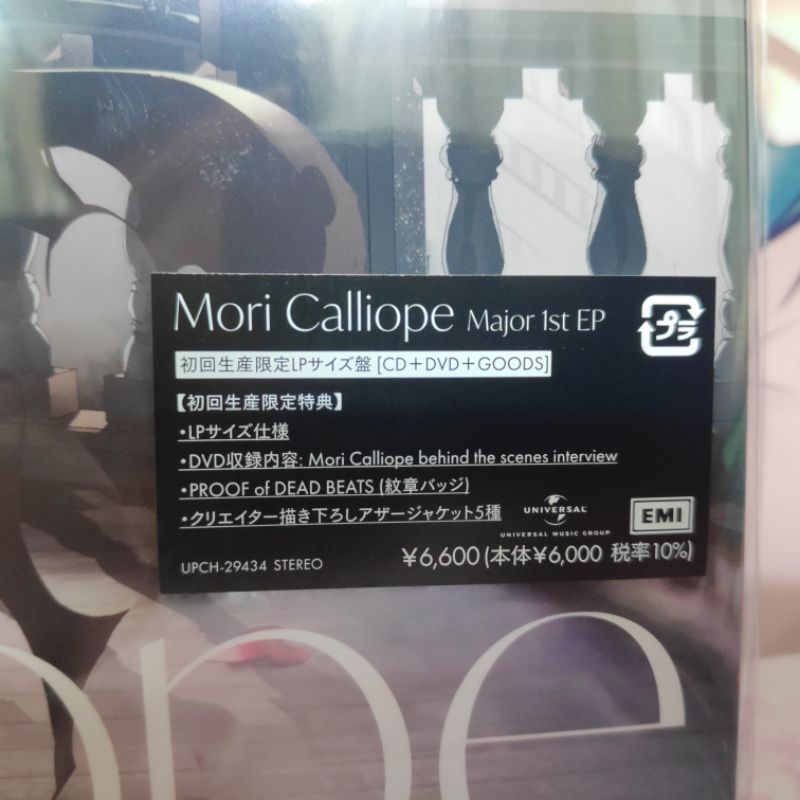 Mori Calliope Major 1st EP
プラ
初回生産限定LPサイズ盤 [CD+DVD+GOODS]
【初回生産限定特典】
・LPサイズ仕様
・DVD収録内容: Mori Calliope behind the scenes interview
・PROOF of DEAD BEATS (紋章バッジ)
・クリエイター描き下ろしアザージャケット5種
UNIVERSAL
UNIVERSAL MUSIC GROUP
EMI
¥6,600(本体¥6,000 税率10%)
UPCH-29434 STEREO
ope